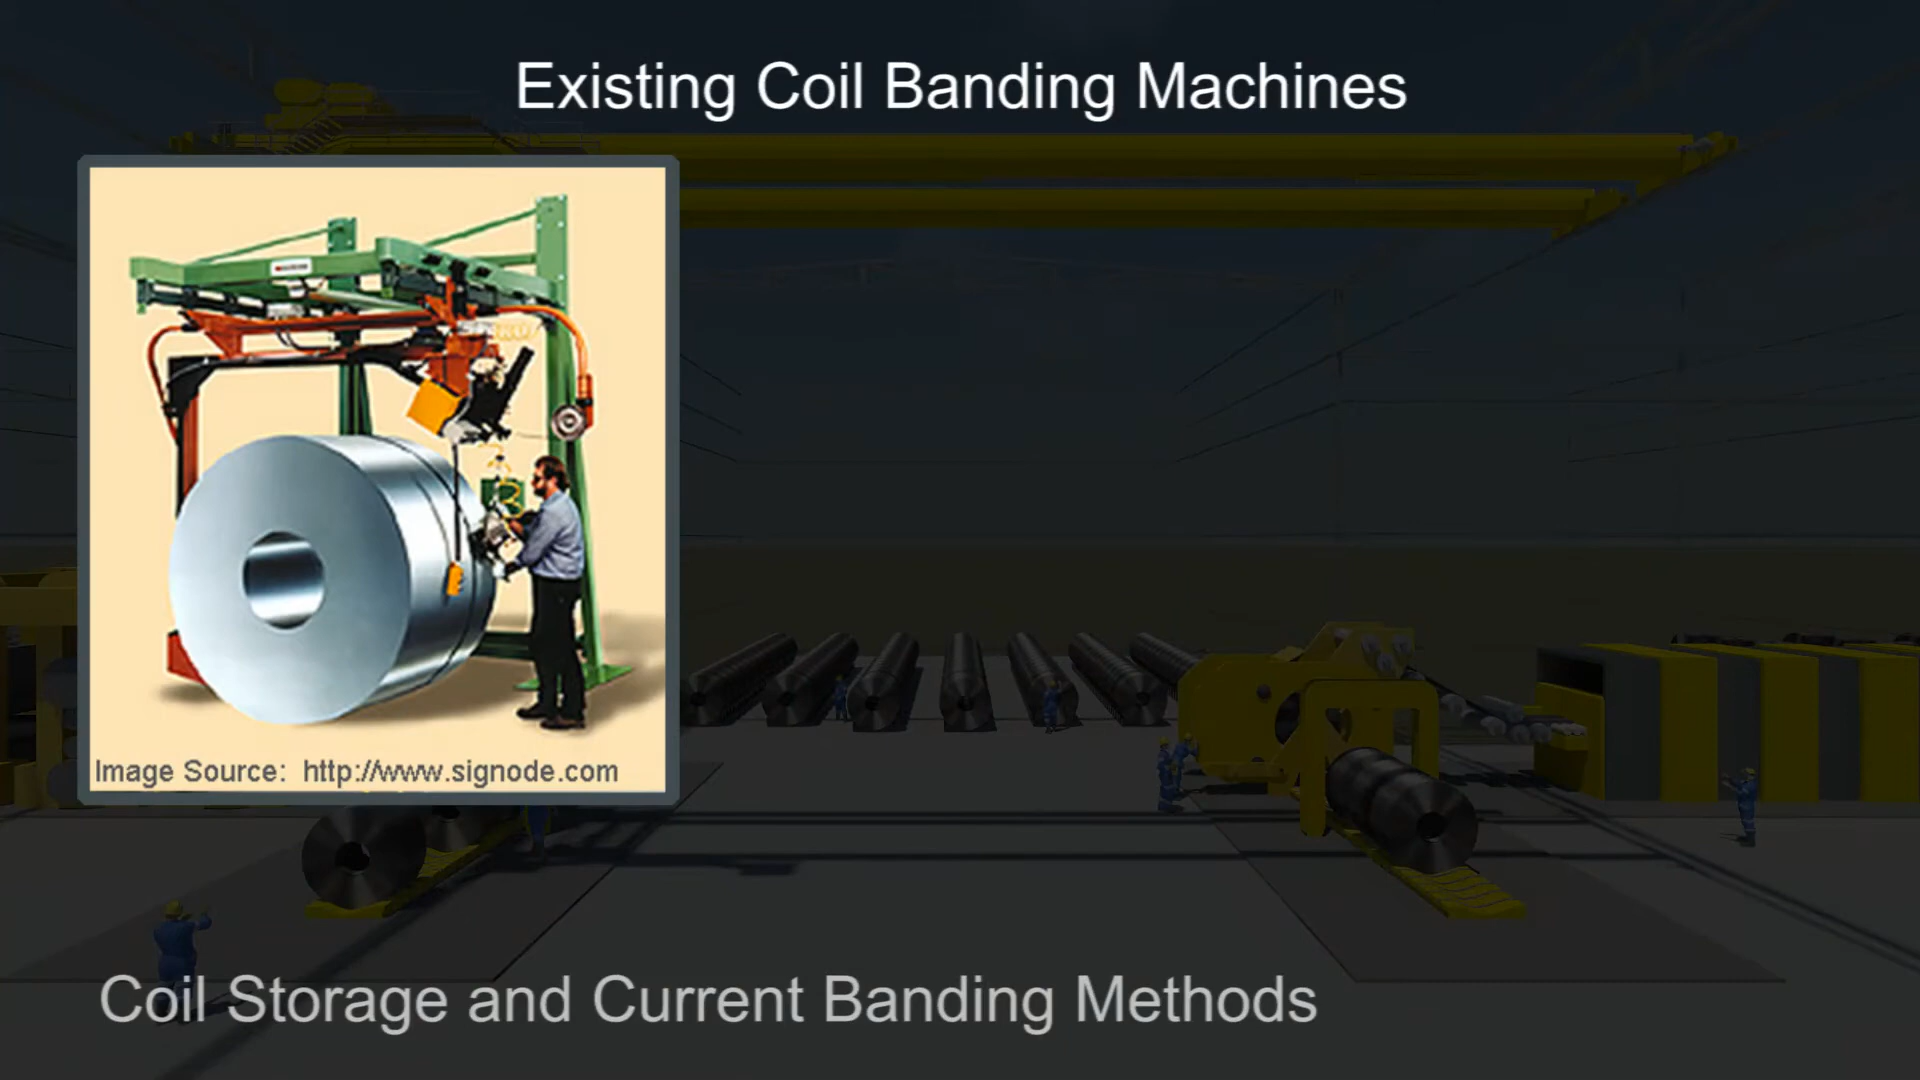 Existing Coil Banding Machines
Image Source: http://www.signode.com
Coil Storage and Current Banding Methods